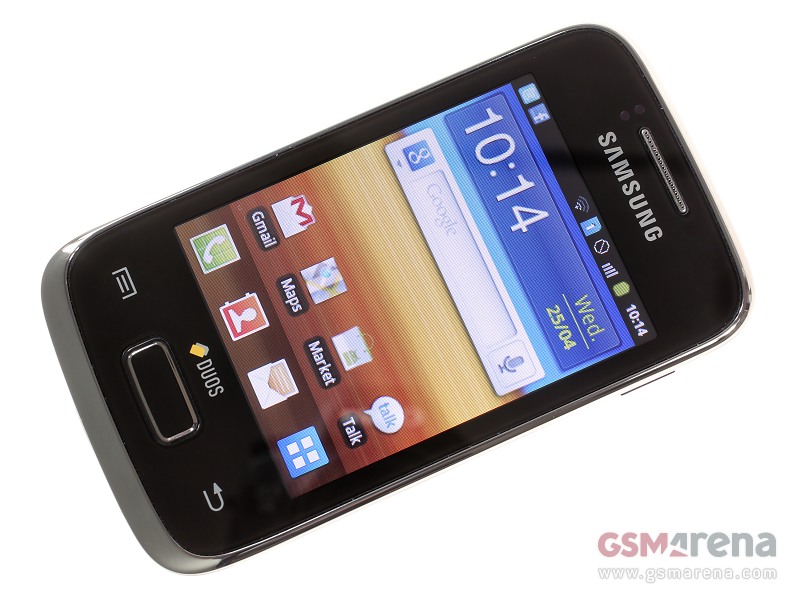 SAMSUNG
10:14
10:14
Wed.
25/04
Google
Gmail
Maps
Market
Talk
talk
DUOS
GSMarena
www.gsmarena.com